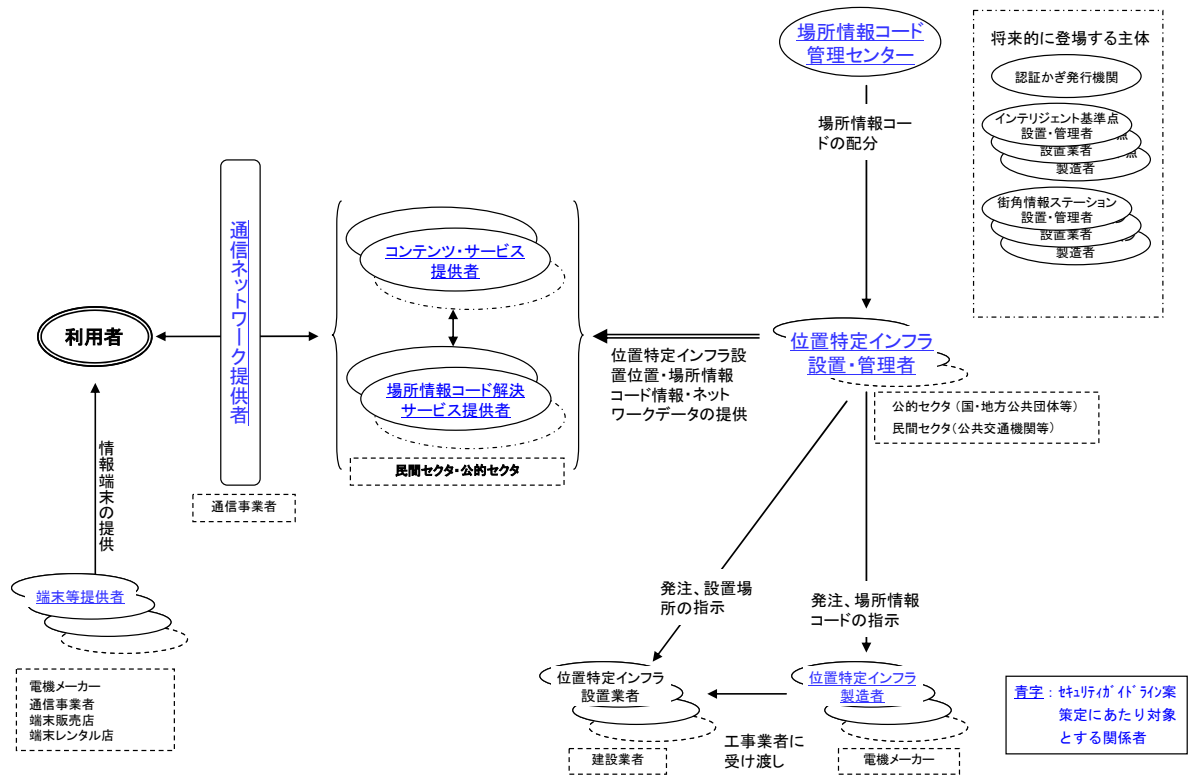 場所情報コード
管理センター
将来的に登場する主体
認証かぎ発行機関
インテリジェント基準点
設置・管理者
点
設置業者
点
製造者
街角情報ステーション
設置・管理者
設置業者
製造者
場所情報コー
ドの配分
通信ネットワーク提供者
通信事業者
コンテンツ・サービス
提供者
場所情報コード解決
サービス提供者
民間セクタ・公的セクタ
利用者
位置特定インフラ
設置・管理者
位置特定インフラ設
置位置・場所情報
コード情報・ネット
ワークデータの提供
公的セクタ（国・地方公共団体等）
民間セクタ（公共交通機関等）
情報端末の提供
端末等提供者
電機メーカー
通信事業者
端末販売店
端末レンタル店
発注、設置場
所の指示
発注、場所情報
コードの指示
位置特定インフラ
設置業者
建設業者
工事業者に
受け渡し
位置特定インフラ
製造者
電機メーカー
青字：ｾｷｭﾘﾃｨｶﾞｲﾄﾞﾗｲﾝ案
策定にあたり対象
とする関係者